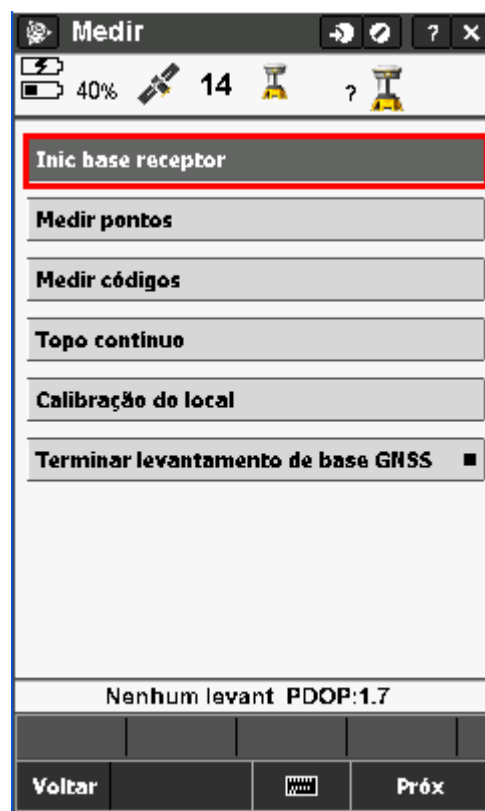 Medir
? ×
40% 14 ?
Inic base receptor
Medir pontos
Medir códigos
Topo contínuo
Calibração do local
Terminar levantamento de base GNSS
Nenhum levant PDOP:1.7
Voltar Próx